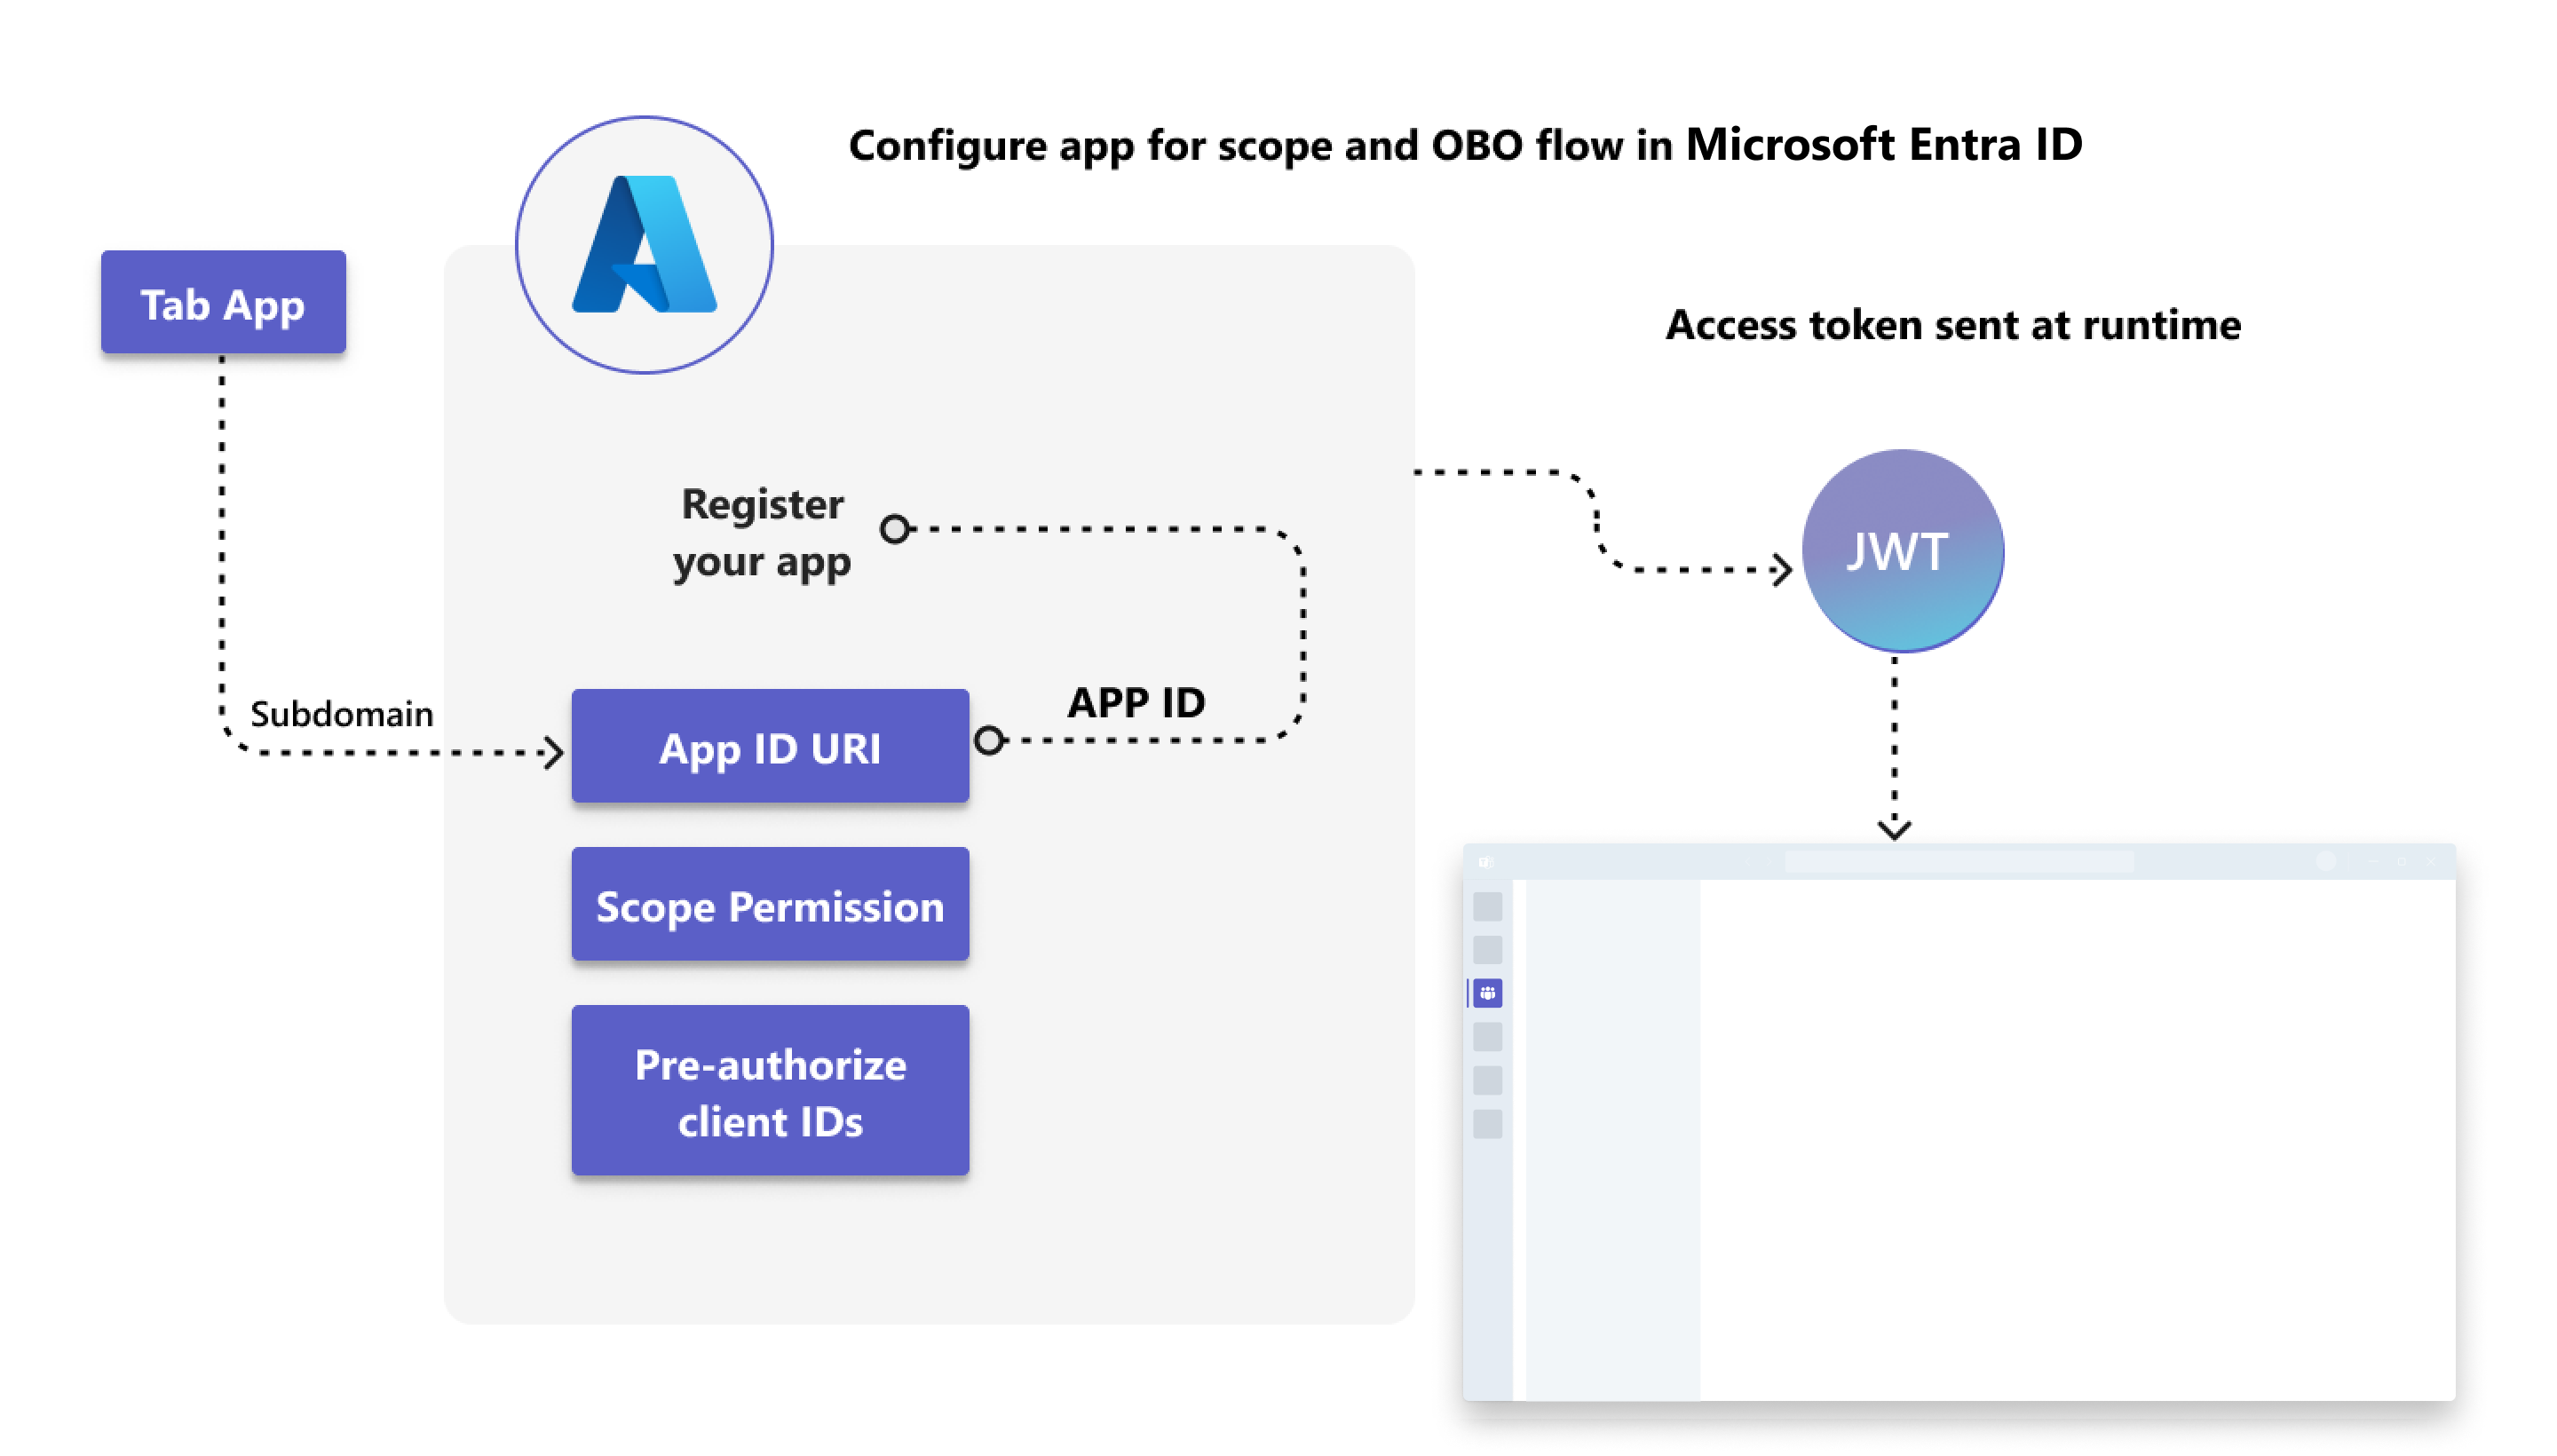 Configure app for scope and OBO flow in Microsoft Entra ID
Tab App
Access token sent at runtime
Register
your app
JWT
APP ID
Subdomain
App ID URI
Scope Permission
Pre-authorize
client IDs